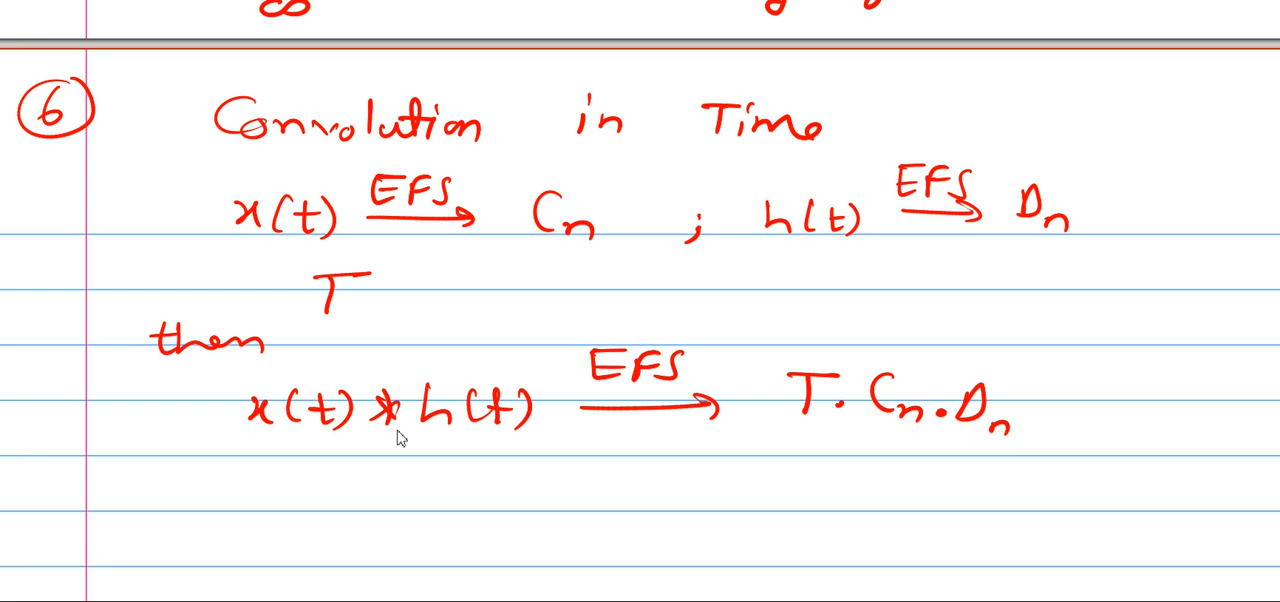 6 Convolution in Time
x(t) EFS→ Cn ; h(t) EFS→ Dn
T
then
x(t) * h(t) EFS→ T. Cn. Dn